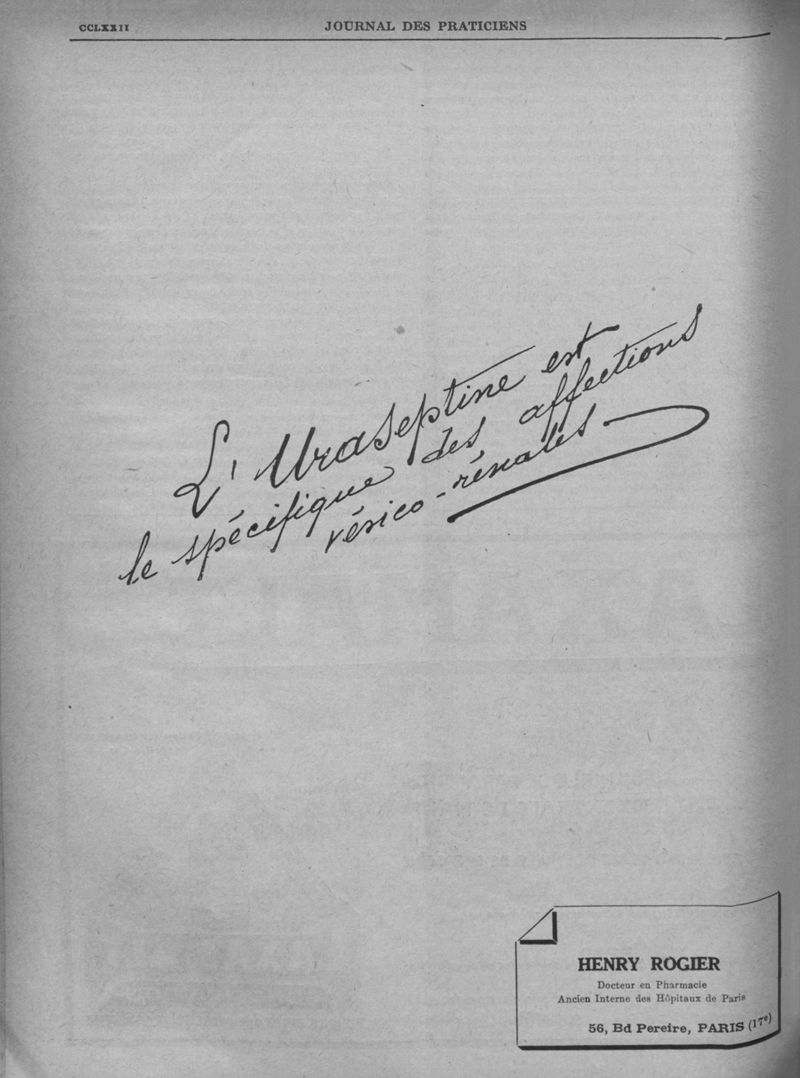 CCLXXII
JOURNAL DES PRATICIENS
L'Uraseptine est
le spécifique des affections
vésico-rénales
HENRY ROGIER
Docteur en Pharmacie
Ancien Interne des Hôpitaux de Paris
56, Bd Pereire, PARIS (17e)